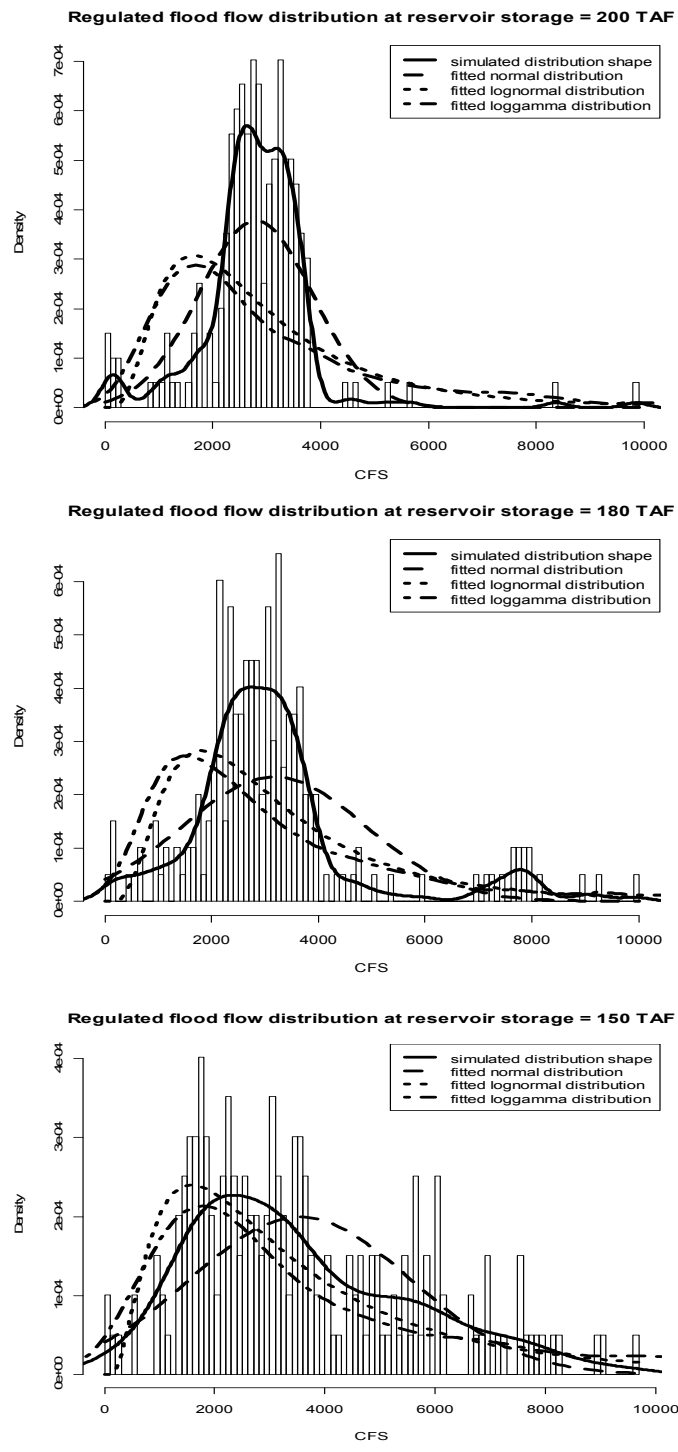 Regulated flood flow distribution at reservoir storage = 200 TAF
simulated distribution shape
fitted normal distribution
fitted lognormal distribution
fitted loggamma distribution
7e-04
6e-04
5e-04
4e-04
3e-04
2e-04
1e-04
0e+00
Density
0 2000 4000 6000 8000 10000
CFS
Regulated flood flow distribution at reservoir storage = 180 TAF
simulated distribution shape
fitted normal distribution
fitted lognormal distribution
fitted loggamma distribution
6e-04
5e-04
4e-04
3e-04
2e-04
1e-04
0e+00
Density
0 2000 4000 6000 8000 10000
CFS
Regulated flood flow distribution at reservoir storage = 150 TAF
simulated distribution shape
fitted normal distribution
fitted lognormal distribution
fitted loggamma distribution
4e-04
3e-04
2e-04
1e-04
0e+00
Density
0 2000 4000 6000 8000 10000
CFS